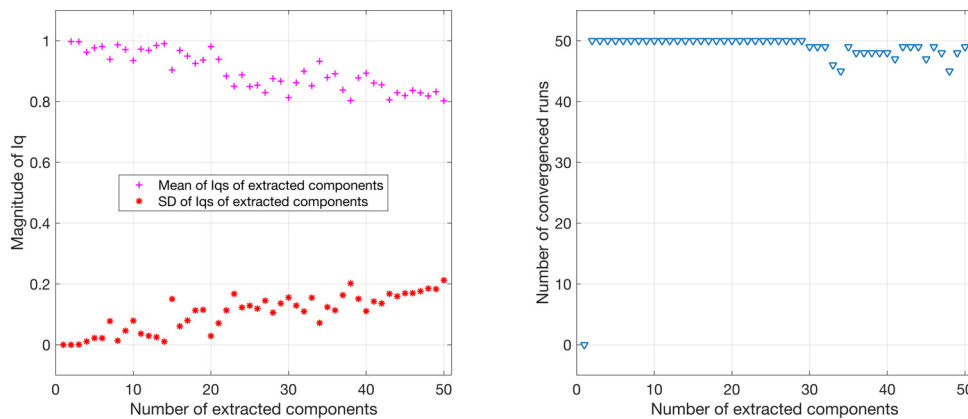 1
0.8
0.6
0.4
0.2
0
Magnitude of Iq
Mean of Iqs of extracted components
SD of Iqs of extracted components
0 10 20 30 40 50
Number of extracted components
50
40
30
20
10
0
Number of convergenced runs
0 10 20 30 40 50
Number of extracted components